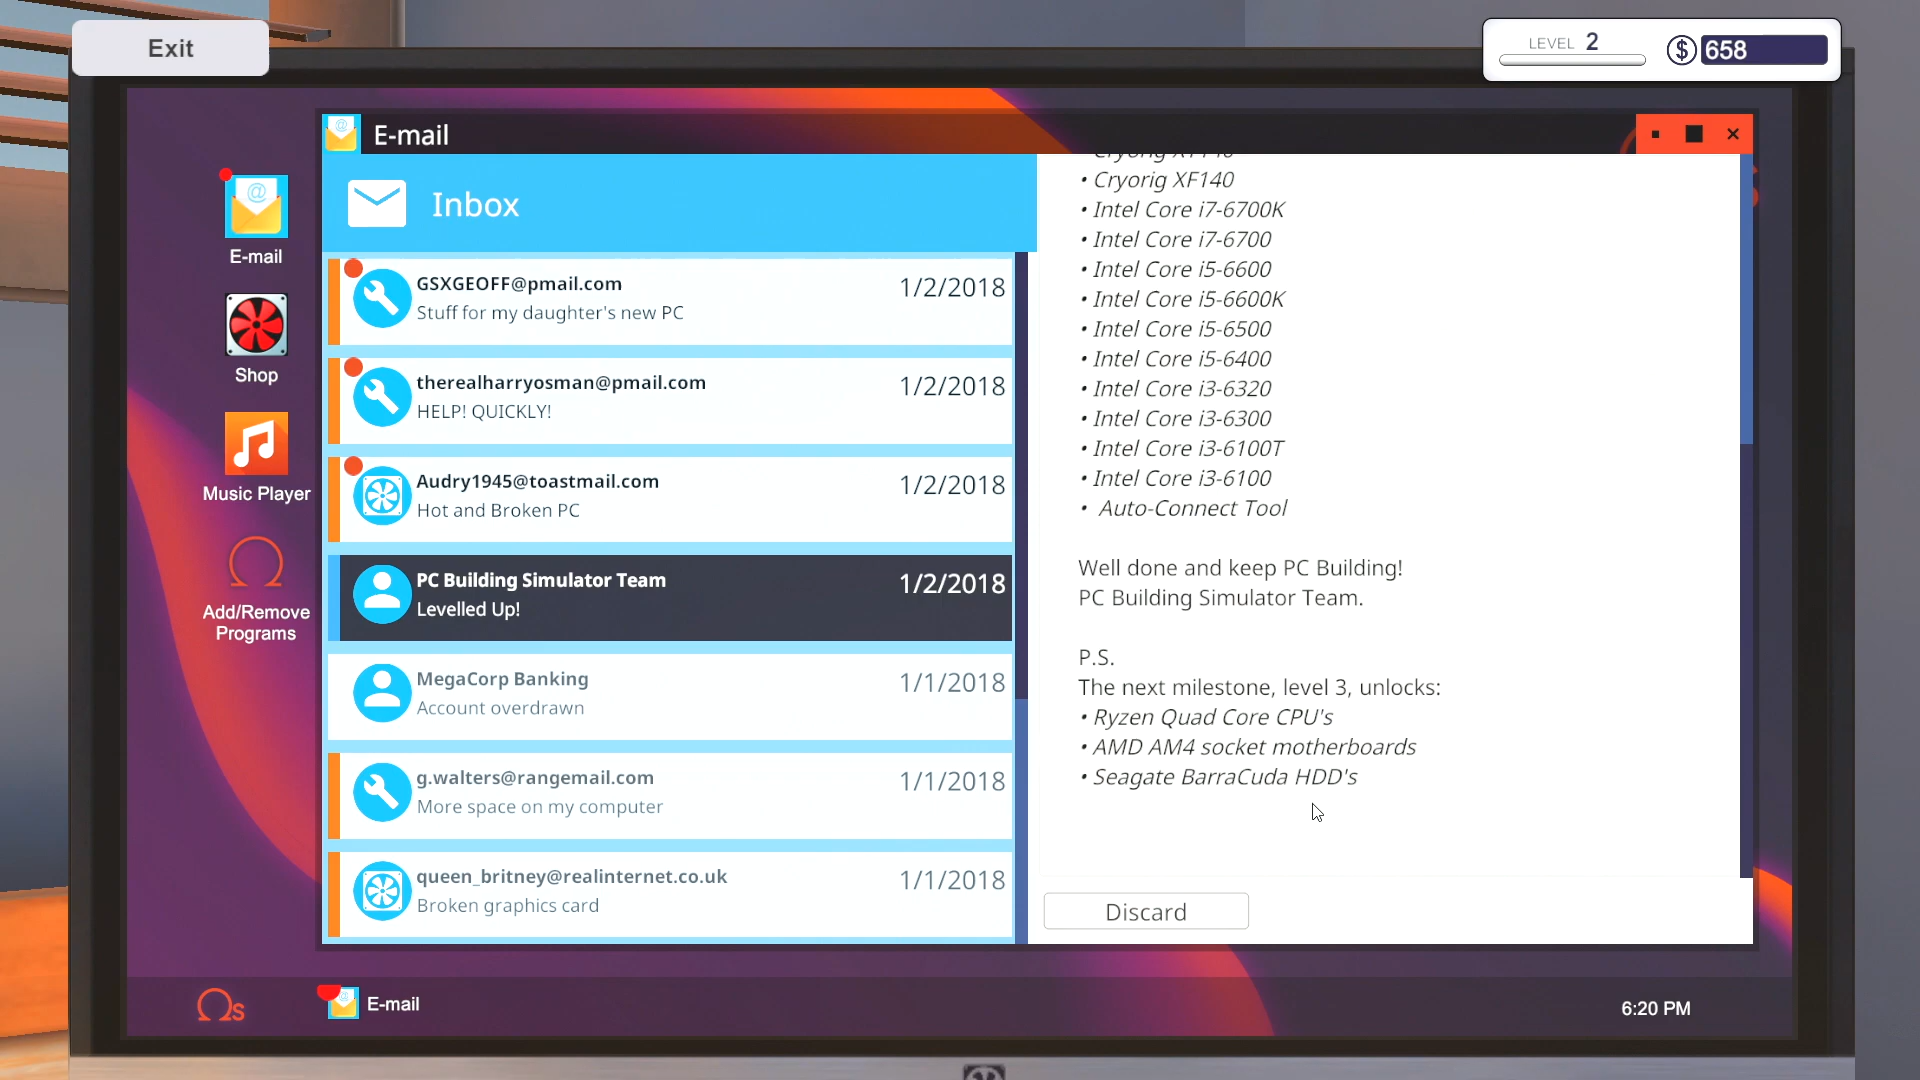 Exit
LEVEL 2
$ 658
E-mail
E-mail
Shop
Music Player
Add/Remove
Programs
Inbox
GSXGEOFF@pmail.com
1/2/2018
Stuff for my daughter's new PC
therealharryosman@pmail.com
1/2/2018
HELP! QUICKLY!
Audry1945@toastmail.com
1/2/2018
Hot and Broken PC
PC Building Simulator Team
1/2/2018
Levelled Up!
MegaCorp Banking
1/1/2018
Account overdrawn
g.walters@rangemail.com
1/1/2018
More space on my computer
queen_britney@realinternet.co.uk
1/1/2018
Broken graphics card
• Cryorig XF140
• Intel Core i7-6700K
• Intel Core i7-6700
• Intel Core i5-6600
• Intel Core i5-6600K
• Intel Core i5-6500
• Intel Core i5-6400
• Intel Core i3-6320
• Intel Core i3-6300
• Intel Core i3-6100T
• Intel Core i3-6100
• Auto-Connect Tool
Well done and keep PC Building!
PC Building Simulator Team.
P.S.
The next milestone, level 3, unlocks:
• Ryzen Quad Core CPU's
• AMD AM4 socket motherboards
• Seagate BarraCuda HDD's
Discard
Ωs
E-mail
6:20 PM